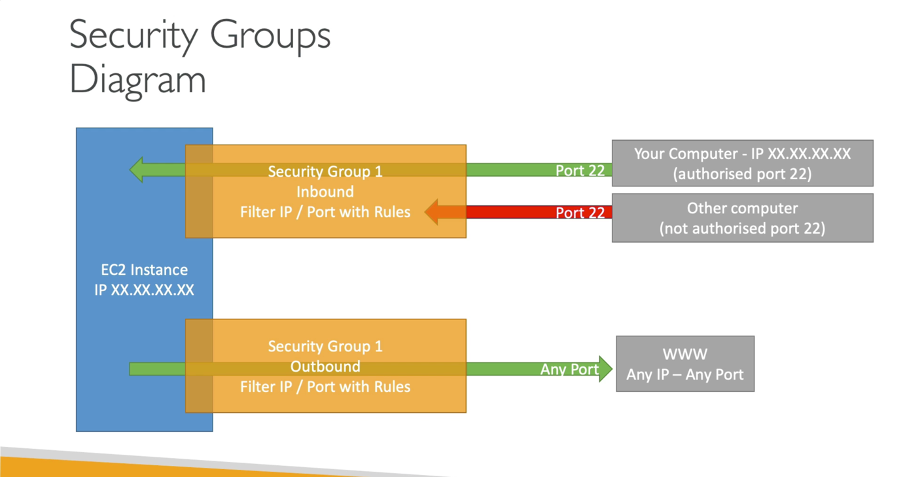 Security Groups
Diagram
Security Group 1
Inbound
Filter IP / Port with Rules
Port 22
Your Computer - IP XX.XX.XX.XX
(authorised port 22)
Port 22
Other computer
(not authorised port 22)
EC2 Instance
IP XX.XX.XX.XX
Security Group 1
Outbound
Filter IP / Port with Rules
Any Port
WWW
Any IP – Any Port